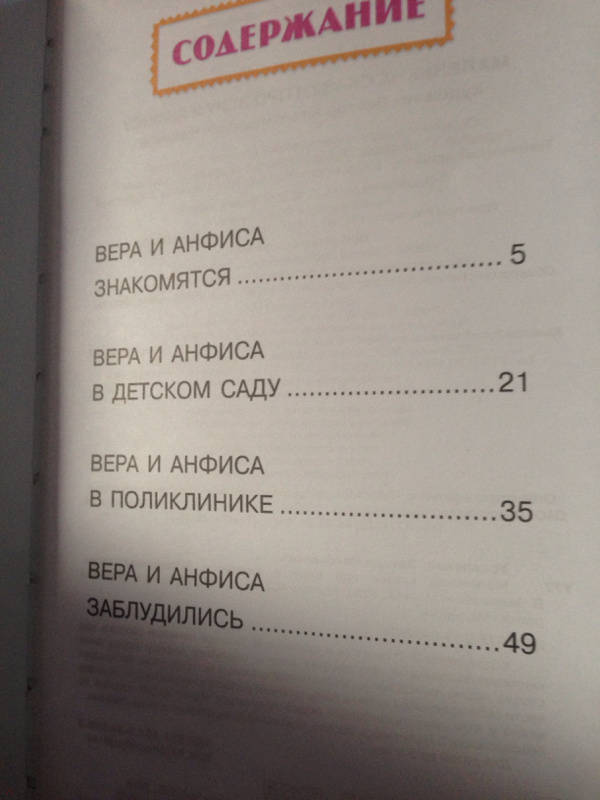 СОДЕРЖАНИЕ
ВЕРА И АНФИСА
ЗНАКОМЯТСЯ ........................................ 5
ВЕРА И АНФИСА
В ДЕТСКОМ САДУ ............................ 21
ВЕРА И АНФИСА
В ПОЛИКЛИНИКЕ ............................ 35
ВЕРА И АНФИСА
ЗАБЛУДИЛИСЬ ................................ 49